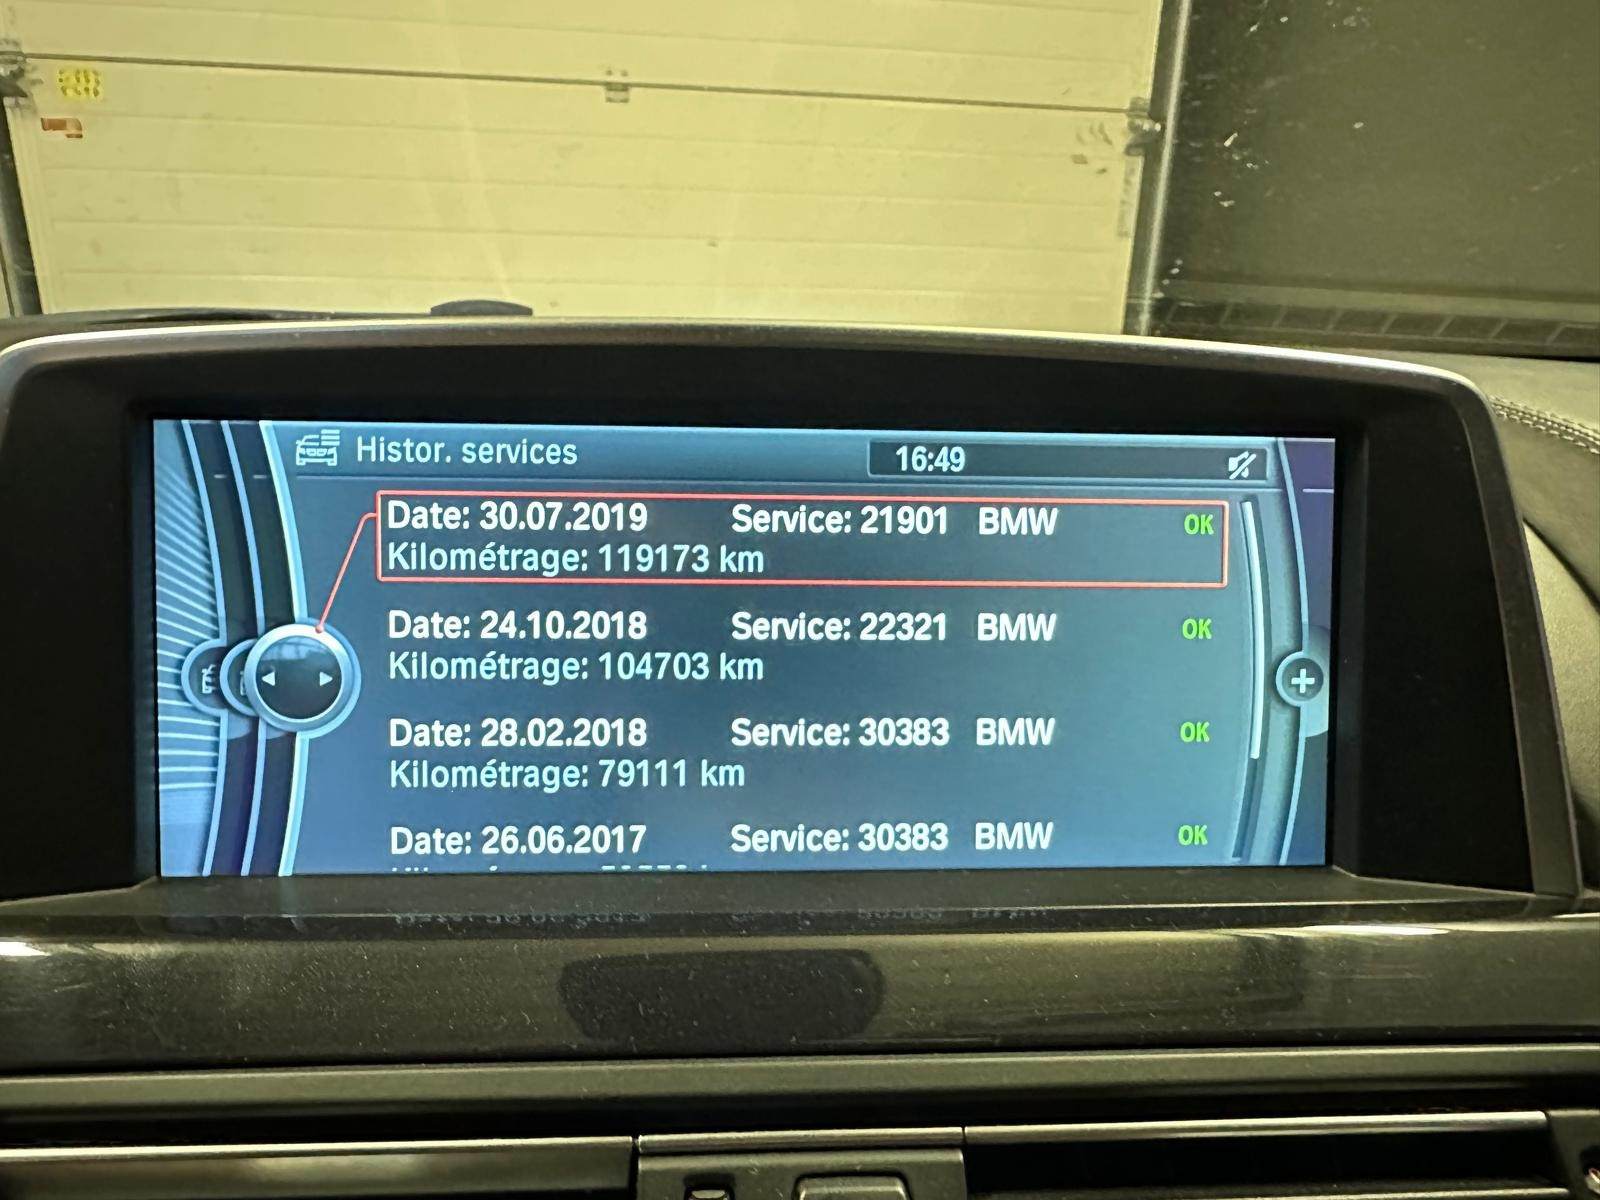 Histor. services
16:49
Date: 30.07.2019 Service: 21901 BMW OK
Kilométrage: 119173 km
Date: 24.10.2018 Service: 22321 BMW OK
Kilométrage: 104703 km
Date: 28.02.2018 Service: 30383 BMW OK
Kilométrage: 79111 km
Date: 26.06.2017 Service: 30383 BMW OK